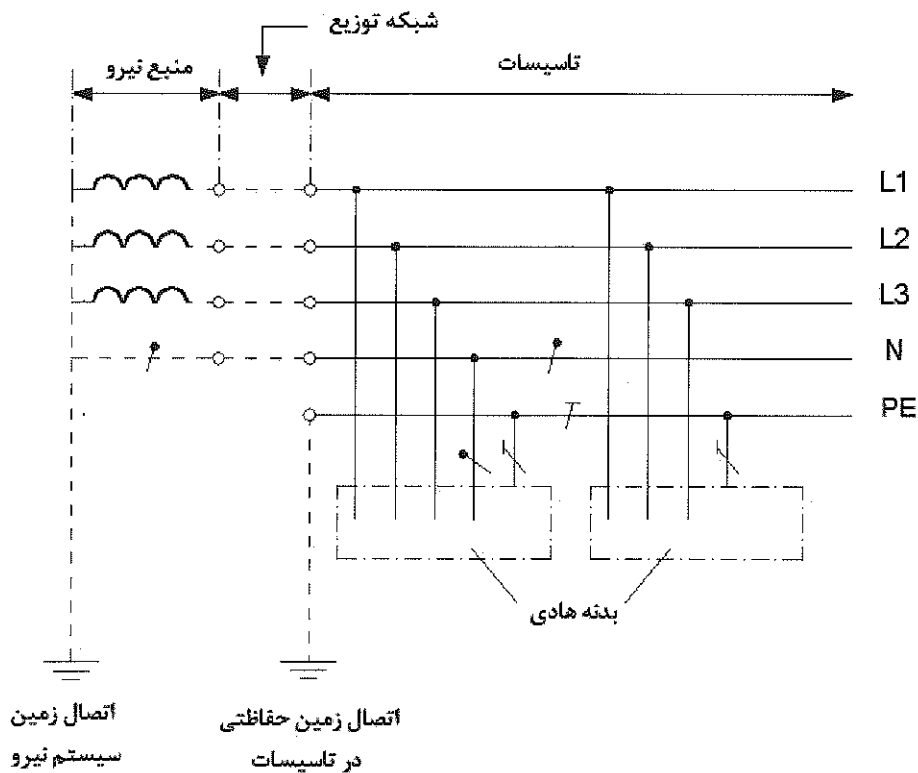 شبکه توزیع
منبع نیرو
تاسیسات
L1
L2
L3
N
PE
بدنه هادی
اتصال زمین حفاظتی
در تاسیسات
اتصال زمین
سیستم نیرو